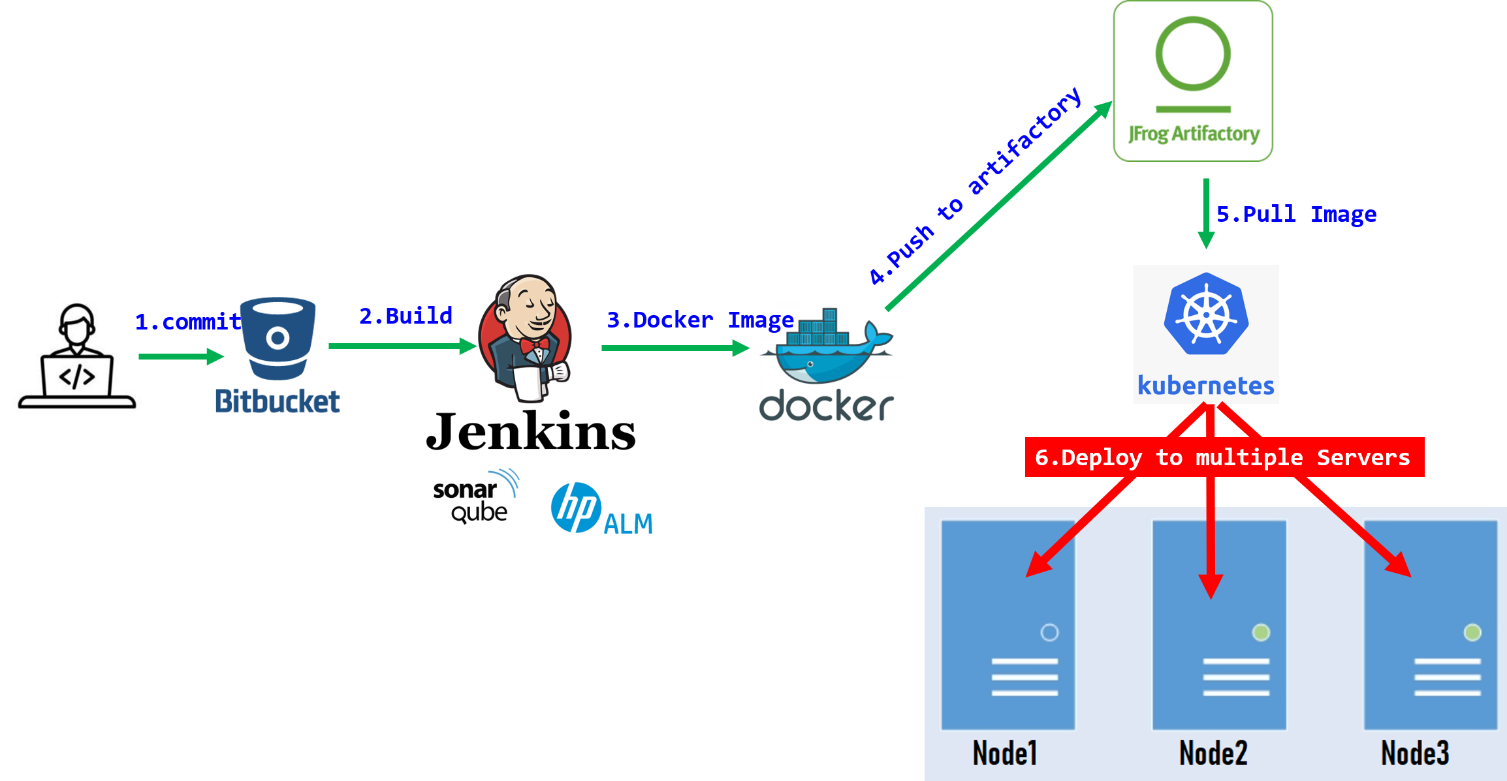 JFrog Artifactory
4.Push to artifactory
5.Pull Image
1.commit
2.Build
3.Docker Image
Bitbucket
Jenkins
docker
kubernetes
sonar
qube
hp
ALM
6.Deploy to multiple Servers
</>
Node1
Node2
Node3